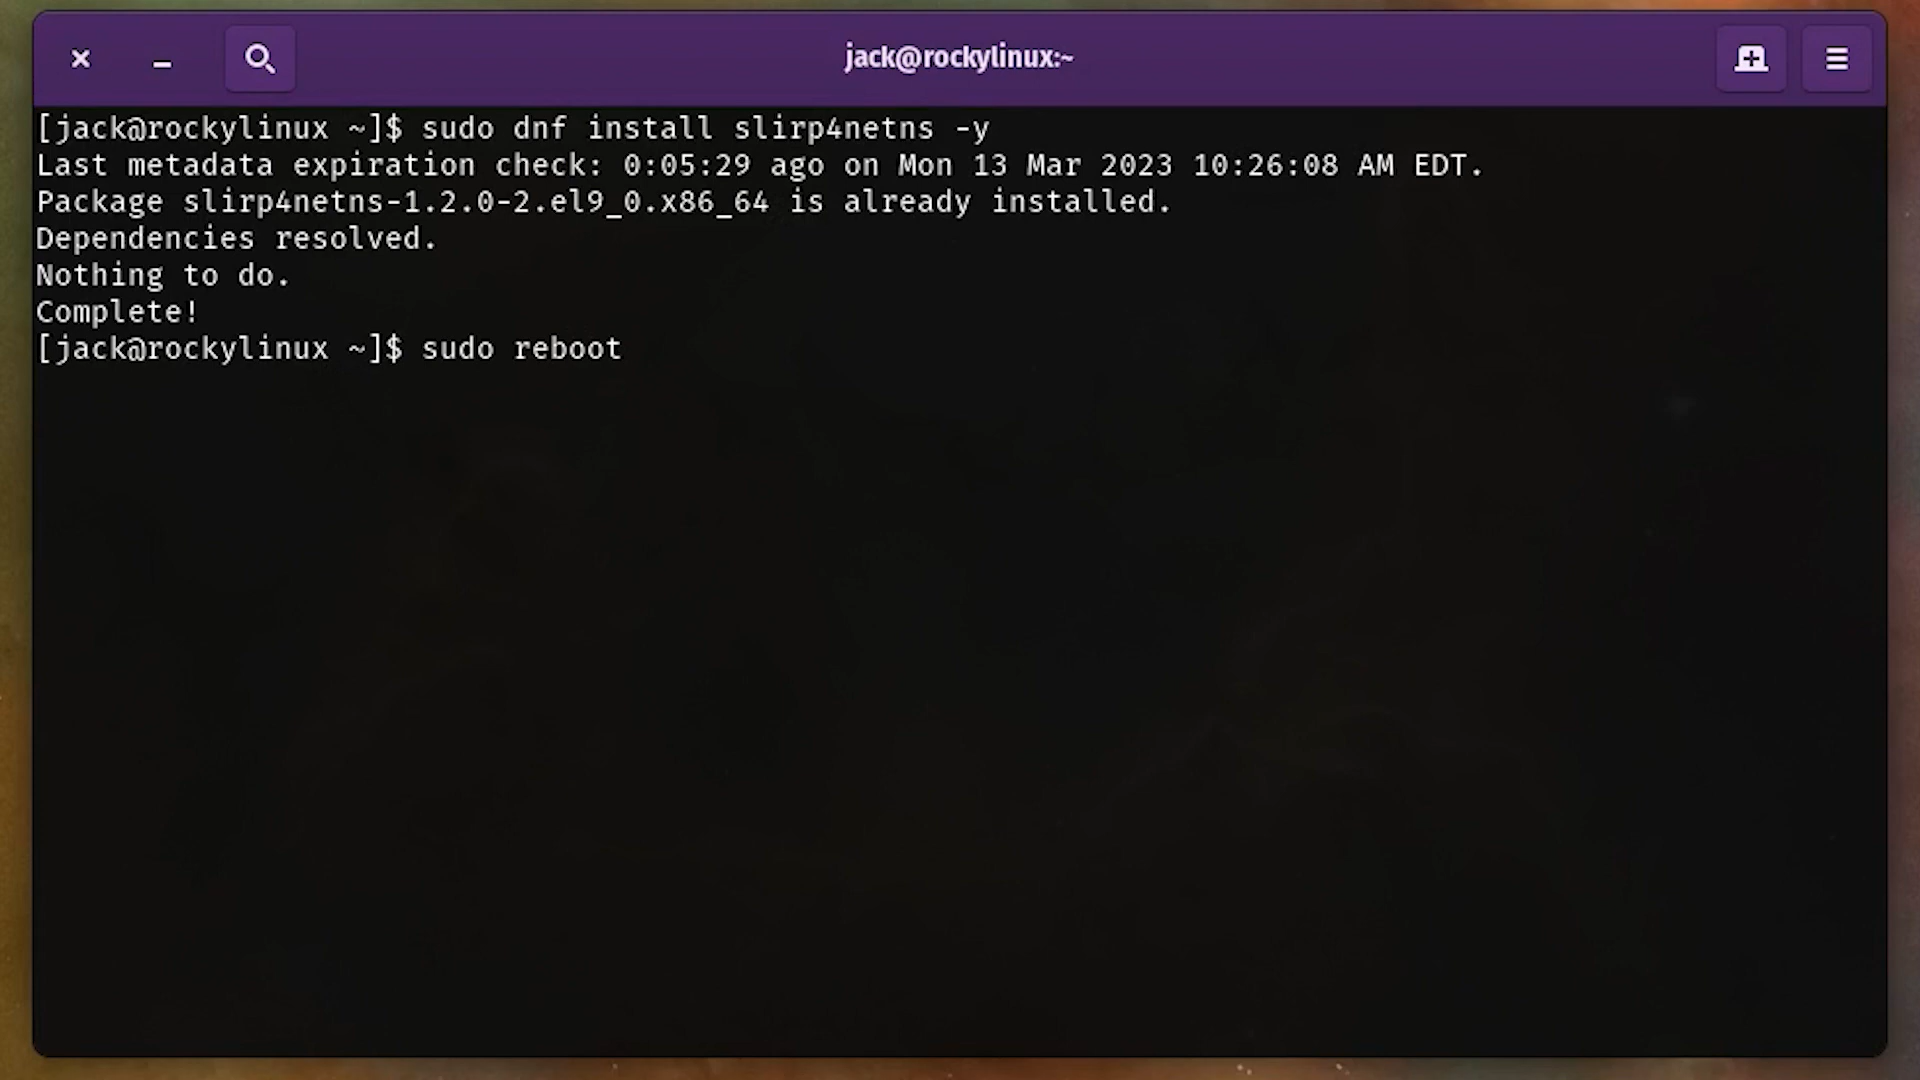 jack@rockylinux:~
[jack@rockylinux ~]$ sudo dnf install slirp4netns -y
Last metadata expiration check: 0:05:29 ago on Mon 13 Mar 2023 10:26:08 AM EDT.
Package slirp4netns-1.2.0-2.el9_0.x86_64 is already installed.
Dependencies resolved.
Nothing to do.
Complete!
[jack@rockylinux ~]$ sudo reboot